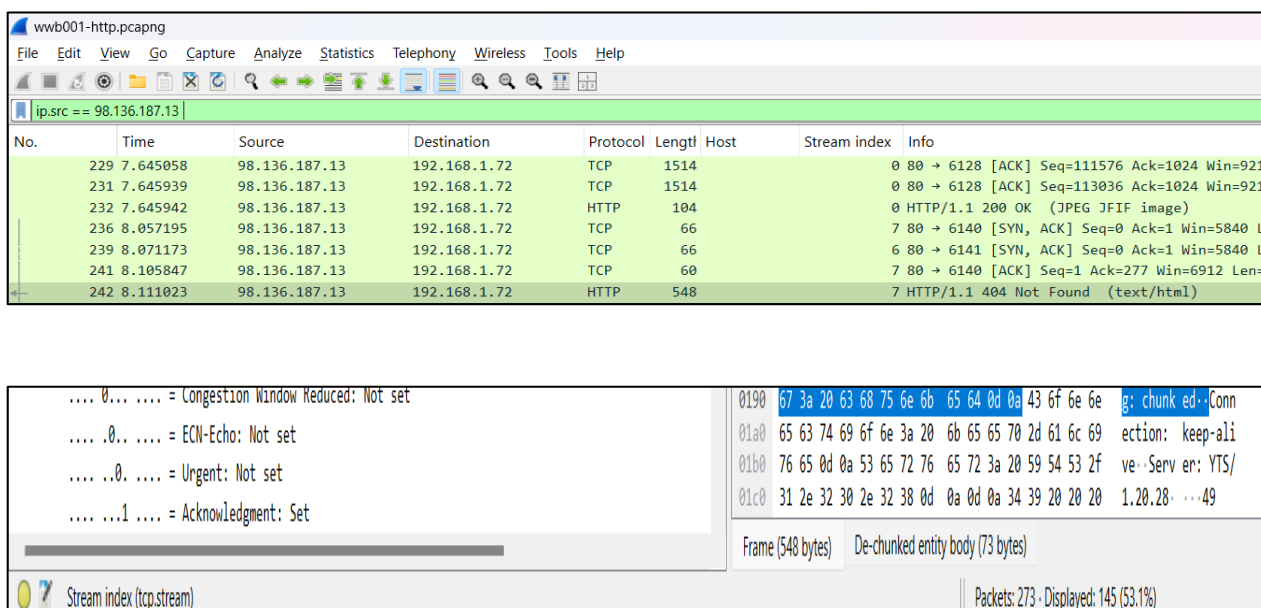 wwb001-http.pcapng
File Edit View Go Capture Analyze Statistics Telephony Wireless Tools Help
ip.src == 98.136.187.13
No. Time Source Destination Protocol Lengtl Host Stream index Info
229 7.645058 98.136.187.13 192.168.1.72 TCP 1514 0 80 → 6128 [ACK] Seq=111576 Ack=1024 Win=921
231 7.645939 98.136.187.13 192.168.1.72 TCP 1514 0 80 → 6128 [ACK] Seq=113036 Ack=1024 Win=921
232 7.645942 98.136.187.13 192.168.1.72 HTTP 104 0 HTTP/1.1 200 OK (JPEG JFIF image)
236 8.057195 98.136.187.13 192.168.1.72 TCP 66 7 80 → 6140 [SYN, ACK] Seq=0 Ack=1 Win=5840 L
239 8.071173 98.136.187.13 192.168.1.72 TCP 66 6 80 → 6141 [SYN, ACK] Seq=0 Ack=1 Win=5840 L
241 8.105847 98.136.187.13 192.168.1.72 TCP 60 7 80 → 6140 [ACK] Seq=1 Ack=277 Win=6912 Len=
242 8.111023 98.136.187.13 192.168.1.72 HTTP 548 7 HTTP/1.1 404 Not Found (text/html)
.... 0... .... = Congestion Window Reduced: Not set
.... .0.. .... = ECN-Echo: Not set
.... ..0. .... = Urgent: Not set
.... ...1 .... = Acknowledgment: Set
0190 67 3a 20 63 68 75 6e 6b 65 64 0d 0a 43 6f 6e 6e g: chunk ed··Conn
01a0 65 63 74 69 6f 6e 3a 20 6b 65 65 70 2d 61 6c 69 ection: keep-ali
01b0 76 65 0d 0a 53 65 72 76 65 72 3a 20 59 54 53 2f ve··Serv er: YTS/
01c0 31 2e 32 30 2e 32 38 0d 0a 0d 0a 34 39 20 20 20 1.20.28· ···49
Frame (548 bytes) De-chunked entity body (73 bytes)
Stream index (tcp.stream) Packets: 273 · Displayed: 145 (53.1%)